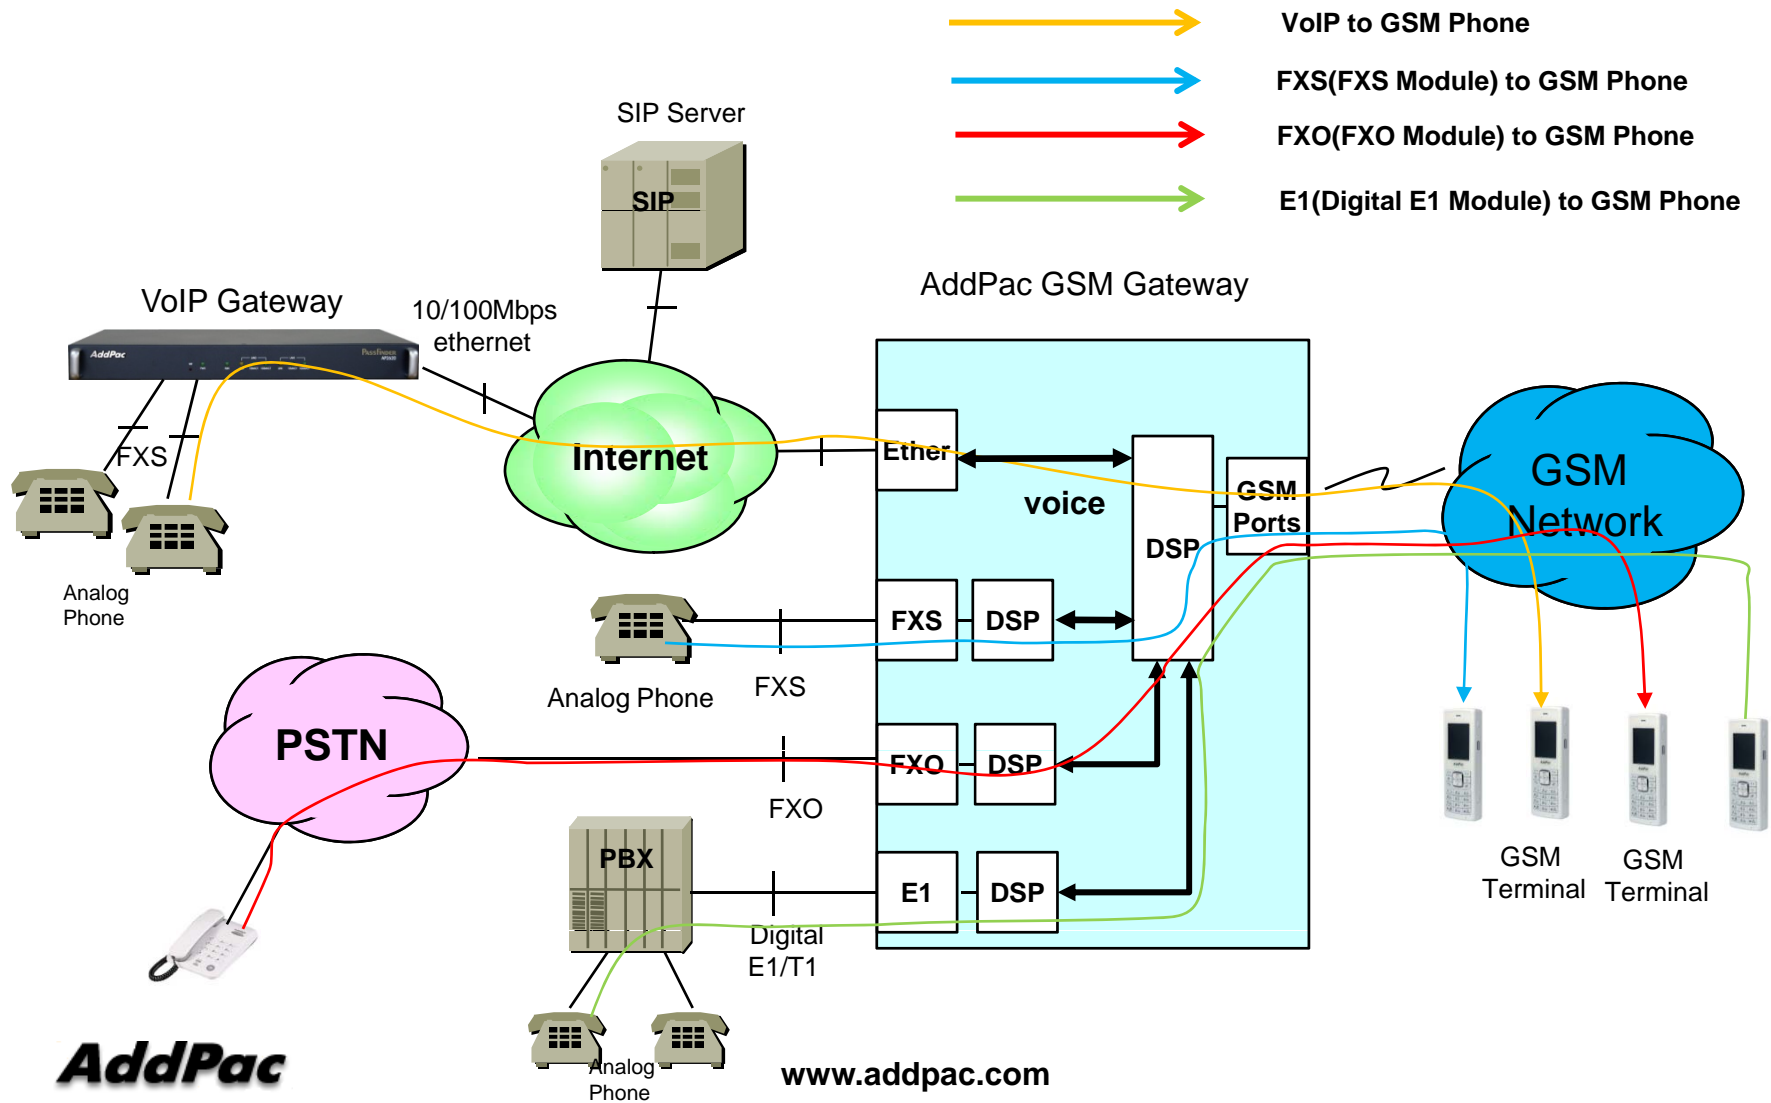 VoIP to GSM Phone
FXS(FXS Module) to GSM Phone
FXO(FXO Module) to GSM Phone
E1(Digital E1 Module) to GSM Phone
SIP Server
SIP
AddPac GSM Gateway
VoIP Gateway
10/100Mbps
ethernet
AddPac
FXS
Internet
Ether
voice
DSP
GSM
Ports
GSM
Network
Analog
Phone
FXS
DSP
Analog Phone
FXS
PSTN
FXO
DSP
FXO
PBX
E1
DSP
Digital
E1/T1
GSM
Terminal
GSM
Terminal
Analog
Phone
AddPac
www.addpac.com